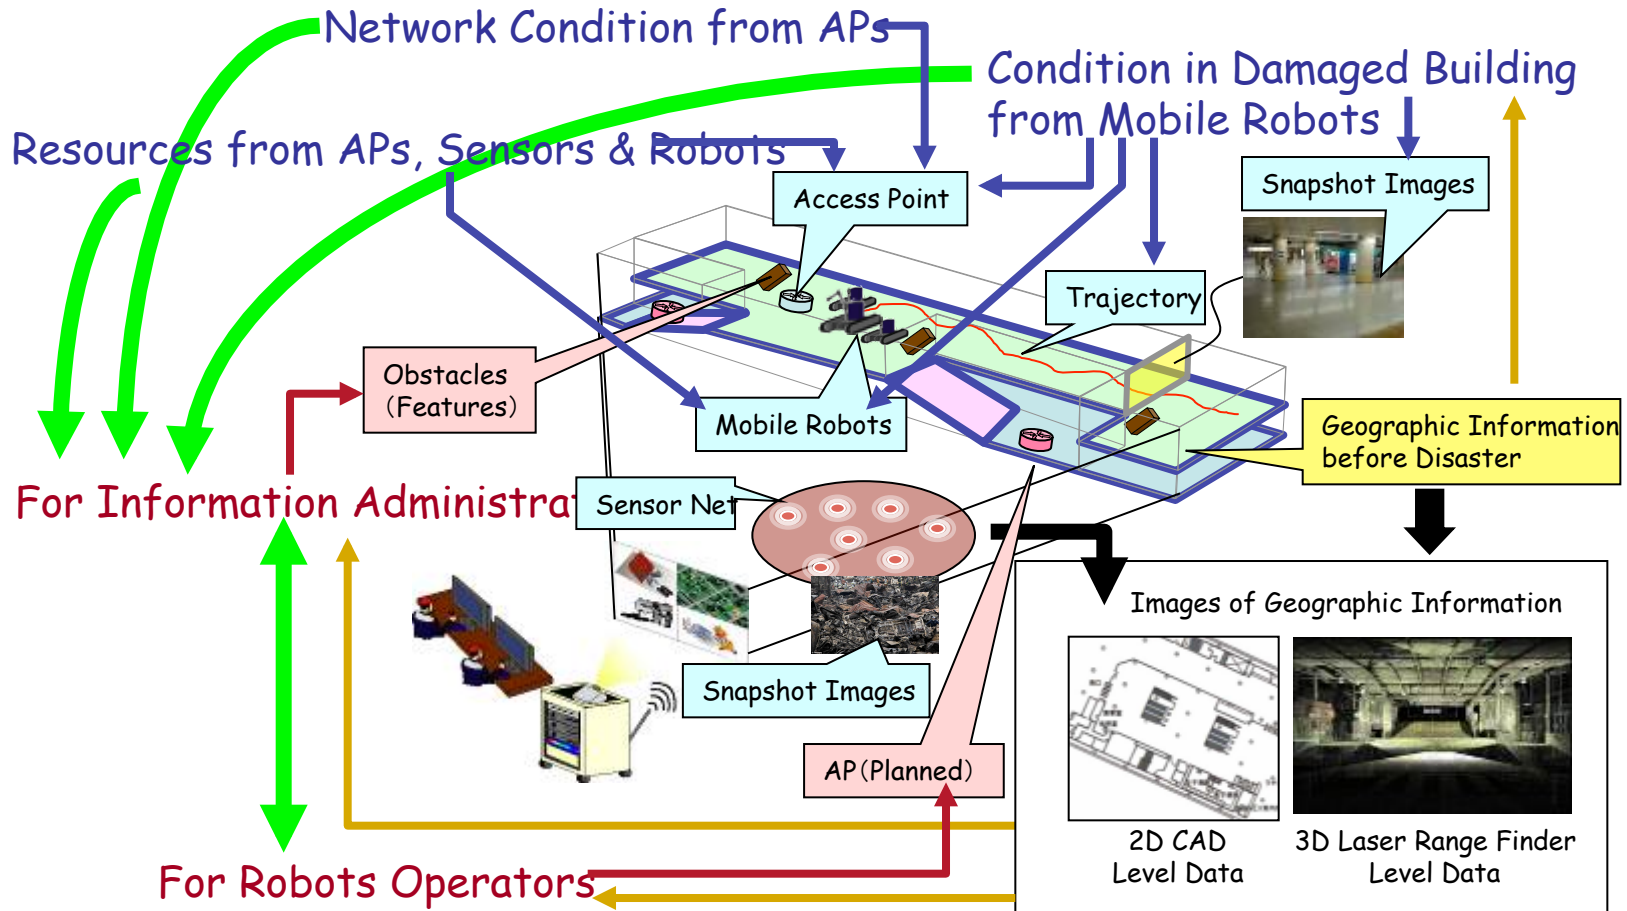 Network Condition from APs
Condition in Damaged Building
from Mobile Robots
Resources from APs, Sensors & Robots
Access Point
Snapshot Images
Trajectory
Obstacles
（Features）
Mobile Robots
Geographic Information
before Disaster
For Information Administrat
Sensor Net
Images of Geographic Information
Snapshot Images
AP（Planned）
2D CAD
Level Data
3D Laser Range Finder
Level Data
For Robots Operators